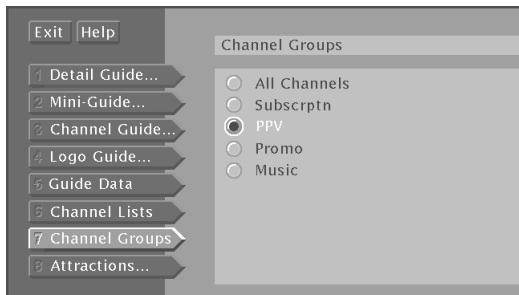 Exit Help
Channel Groups
1 Detail Guide...
2 Mini-Guide...
3 Channel Guide...
4 Logo Guide...
5 Guide Data
6 Channel Lists
7 Channel Groups
8 Attractions...
All Channels
Subscrptn
PPV
Promo
Music